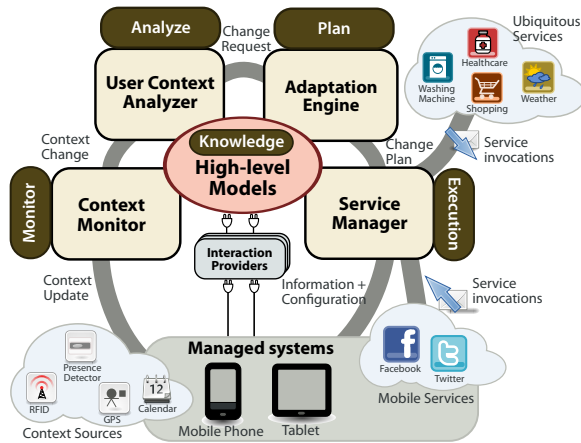 Analyze
Change
Request
Plan
Ubiquitous
Services
User Context
Analyzer
Adaptation
Engine
Healthcare
Washing
Machine
Shopping
Weather
Context
Change
Knowledge
High-level
Models
Change
Plan
Service
invocations
Monitor
Context
Monitor
Service
Manager
Execution
Interaction
Providers
Context
Update
Information +
Configuration
Service
invocations
Managed systems
Presence
Detector
RFID
GPS
12
Calendar
Context Sources
Mobile Phone
Tablet
f
Facebook
t
Twitter
Mobile Services